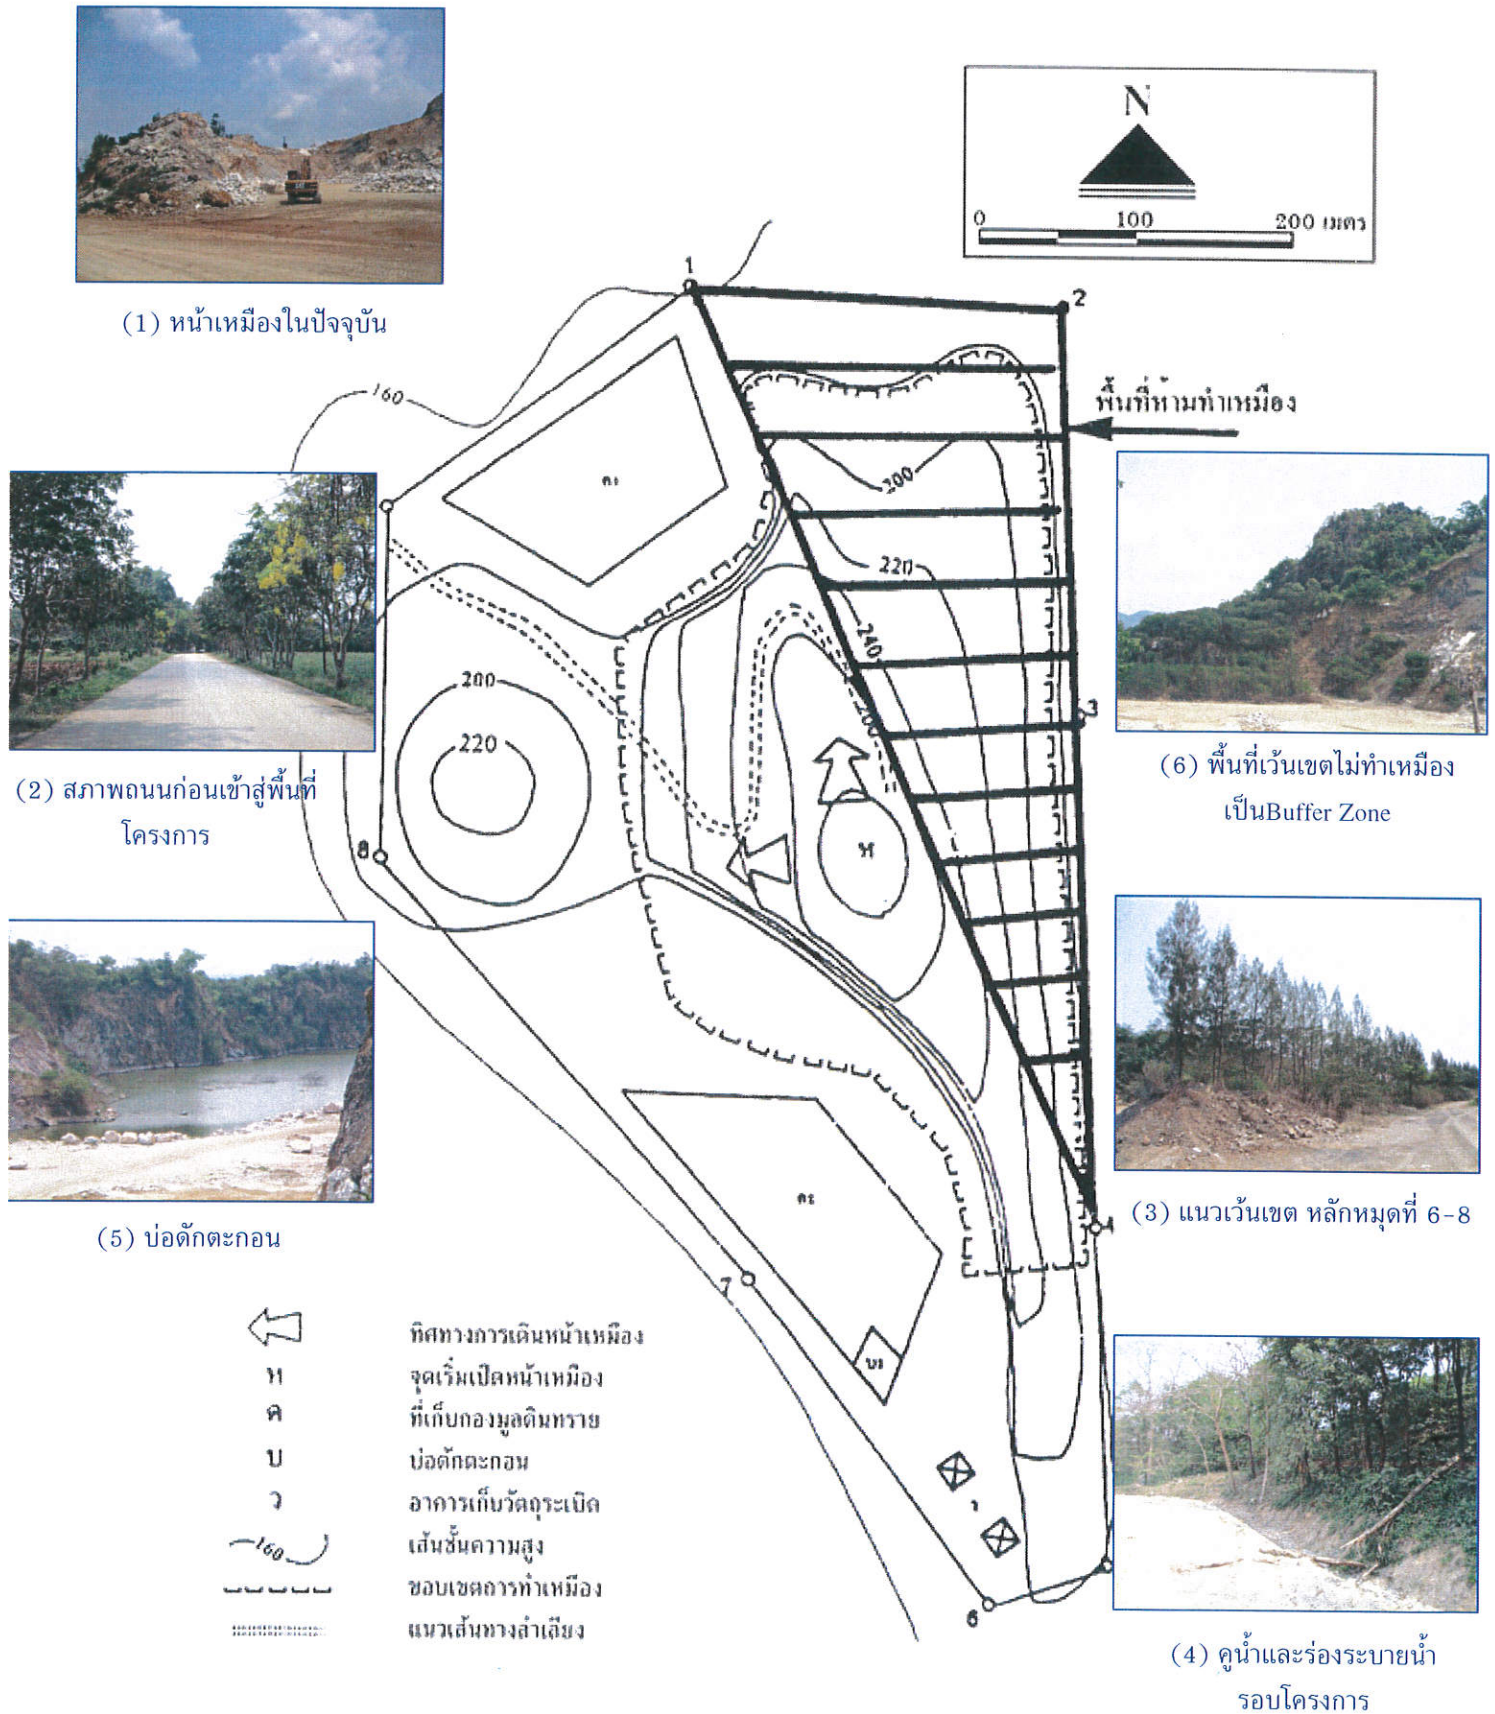 N
0 100 200 เมตร
(1) หน้าเหมืองในปัจจุบัน
1
2
160
พื้นที่ห้ามทำเหมือง
ค1
200
220
240
(2) สภาพถนนก่อนเข้าสู่พื้นที่
โครงการ
200
220
3
(6) พื้นที่เว้นเขตไม่ทำเหมือง
เป็นBuffer Zone
8
ห
(5) บ่อดักตะกอน
ค2
4
(3) แนวเว้นเขต หลักหมุดที่ 6-8
7
บ1
ทิศทางการเดินหน้าเหมือง
ห จุดเริ่มเปิดหน้าเหมือง
ค ที่เก็บกองมูลดินทราย
บ บ่อดักตะกอน
ว อาคารเก็บวัตถุระเบิด
160 เส้นชั้นความสูง
ขอบเขตการทำเหมือง
แนวเส้นทางลำเลียง
ว
6
(4) คูน้ำและร่องระบายน้ำ
รอบโครงการ